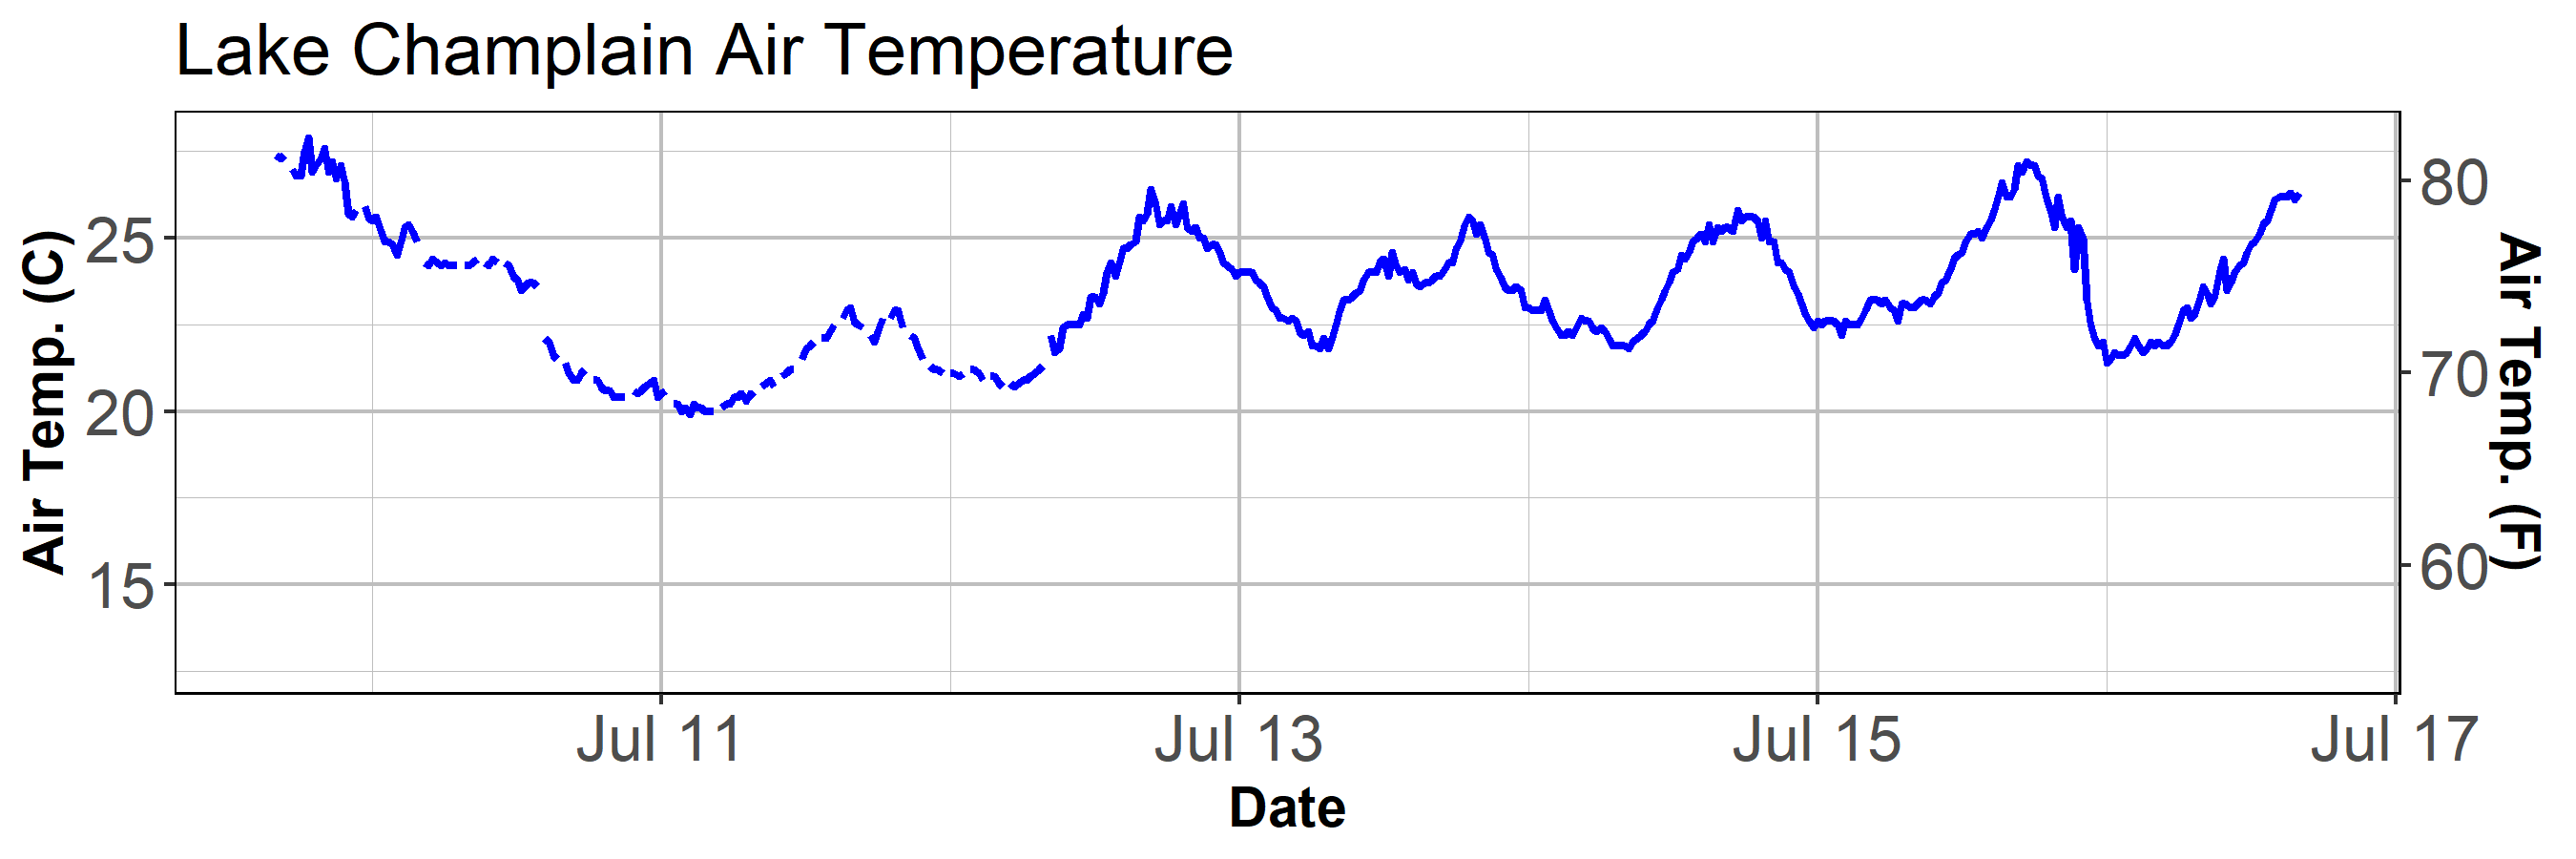 Lake Champlain Air Temperature
Air Temp. (C)
25
20
15
80
70
60
Air Temp. (F)
Jul 11
Jul 13
Jul 15
Jul 17
Date